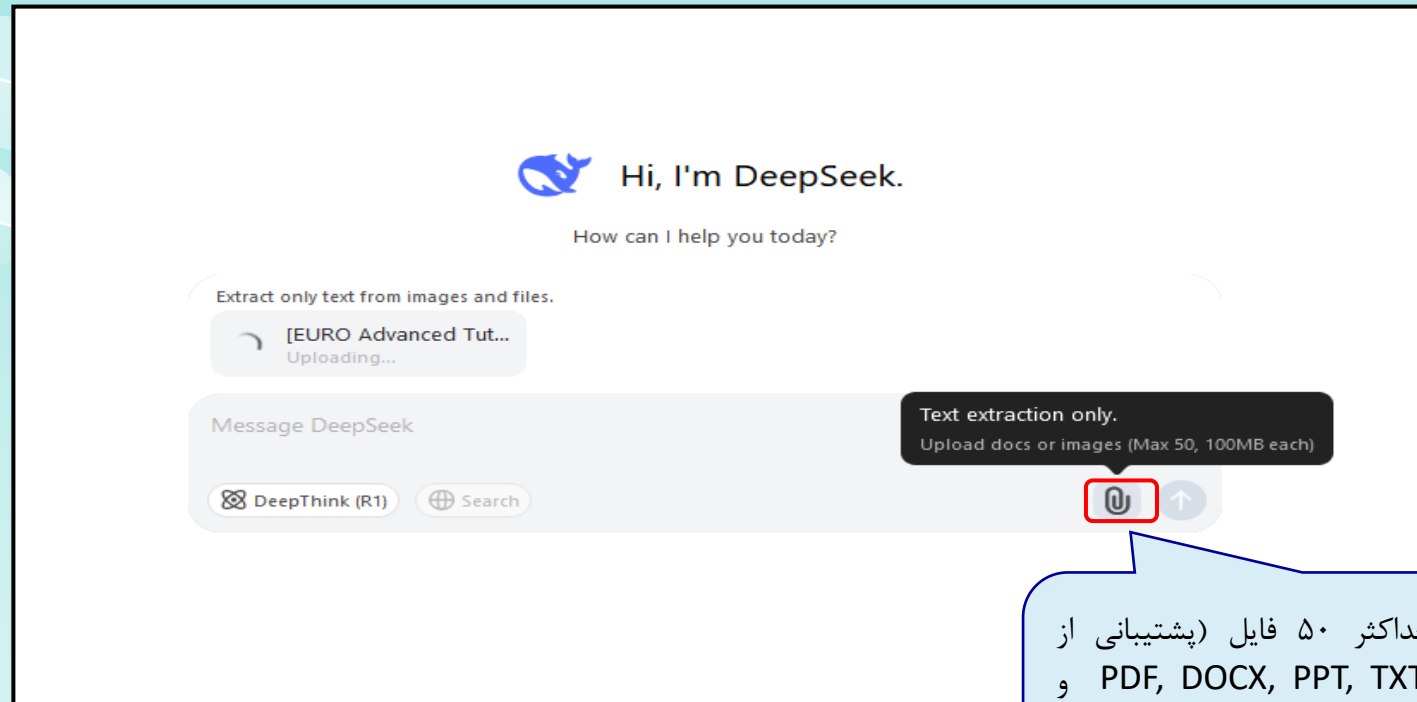 Hi, I'm DeepSeek.
How can I help you today?
Extract only text from images and files.
[EURO Advanced Tut...
Uploading...
Message DeepSeek
Text extraction only.
Upload docs or images (Max 50, 100MB each)
DeepThink (R1)
Search
۵۰ فایل (پشتیبانی از
PDF, DOCX, PPT, TXT و